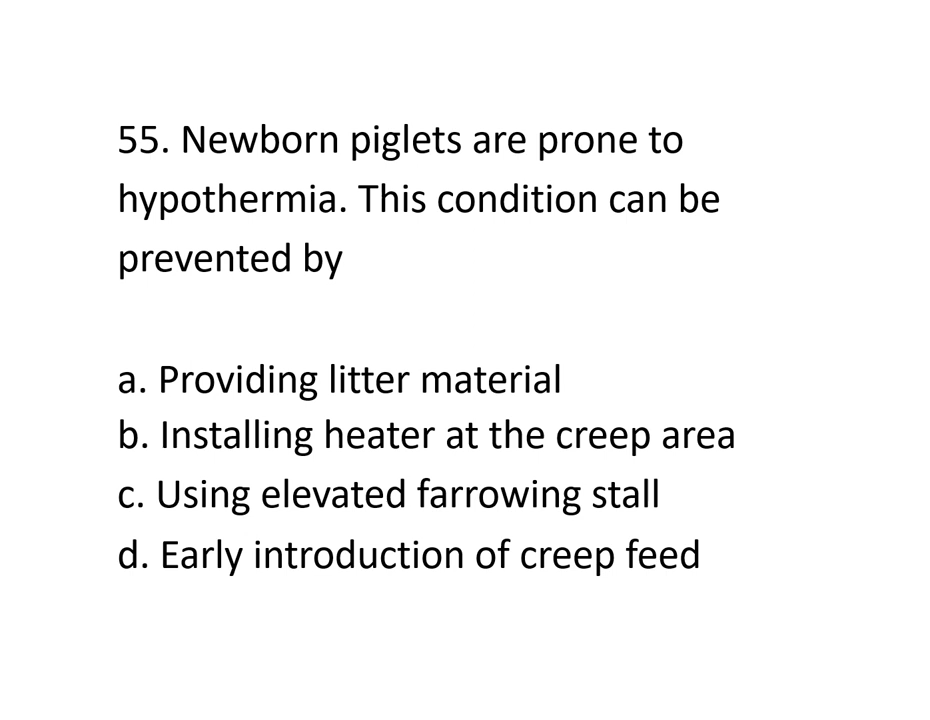 55. Newborn piglets are prone to
hypothermia. This condition can be
prevented by
a. Providing litter material
b. Installing heater at the creep area
c. Using elevated farrowing stall
d. Early introduction of creep feed